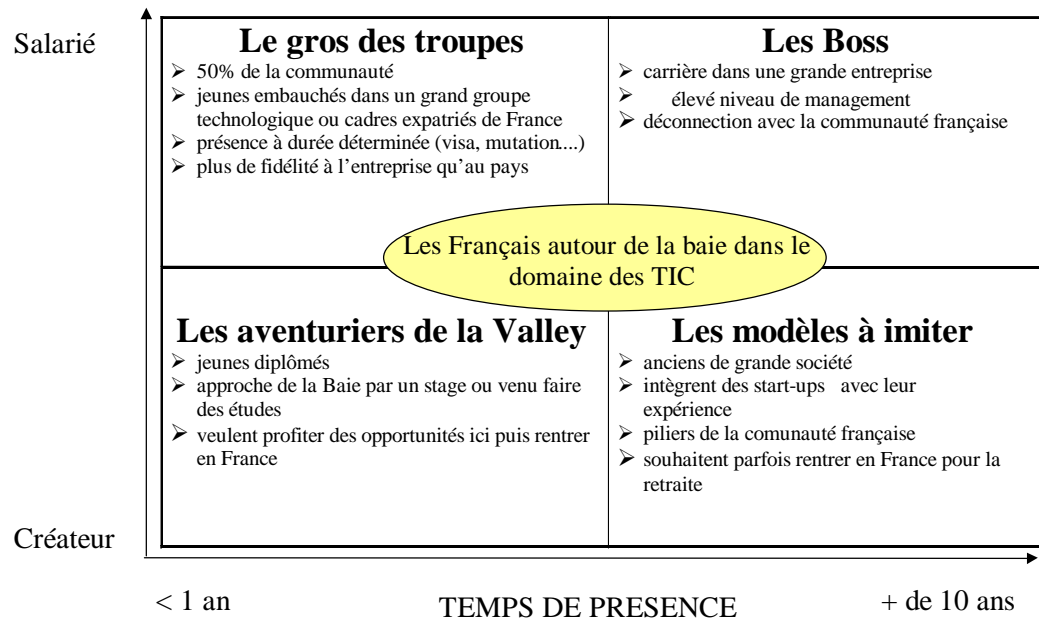 Salarié
Le gros des troupes
➢ 50% de la communauté
➢ jeunes embauchés dans un grand groupe
technologique ou cadres expatriés de France
➢ présence à durée déterminée (visa, mutation....)
➢ plus de fidélité à l’entreprise qu’au pays
Les Boss
➢ carrière dans une grande entreprise
➢ élevé niveau de management
➢ déconnection avec la communauté française
Les Français autour de la baie dans le
domaine des TIC
Les aventuriers de la Valley
➢ jeunes diplômés
➢ approche de la Baie par un stage ou venu faire
des études
➢ veulent profiter des opportunités ici puis rentrer
en France
Les modèles à imiter
➢ anciens de grande société
➢ intègrent des start-ups avec leur
expérience
➢ piliers de la comunauté française
➢ souhaitent parfois rentrer en France pour la
retraite
Créateur
< 1 an
TEMPS DE PRESENCE
+ de 10 ans